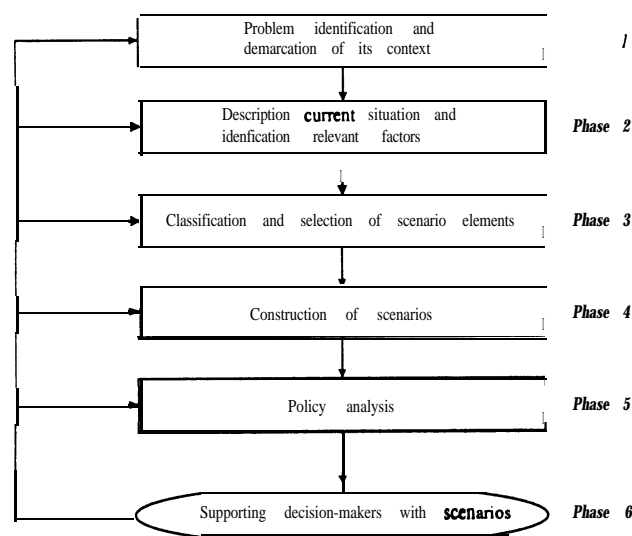 Problem identification and
demarcation of its context
1
Description current situation and
idenfication relevant factors
Phase 2
Classification and selection of scenario elements
Phase 3
Construction of scenarios
Phase 4
Policy analysis
Phase 5
Supporting decision-makers with scenarios
Phase 6